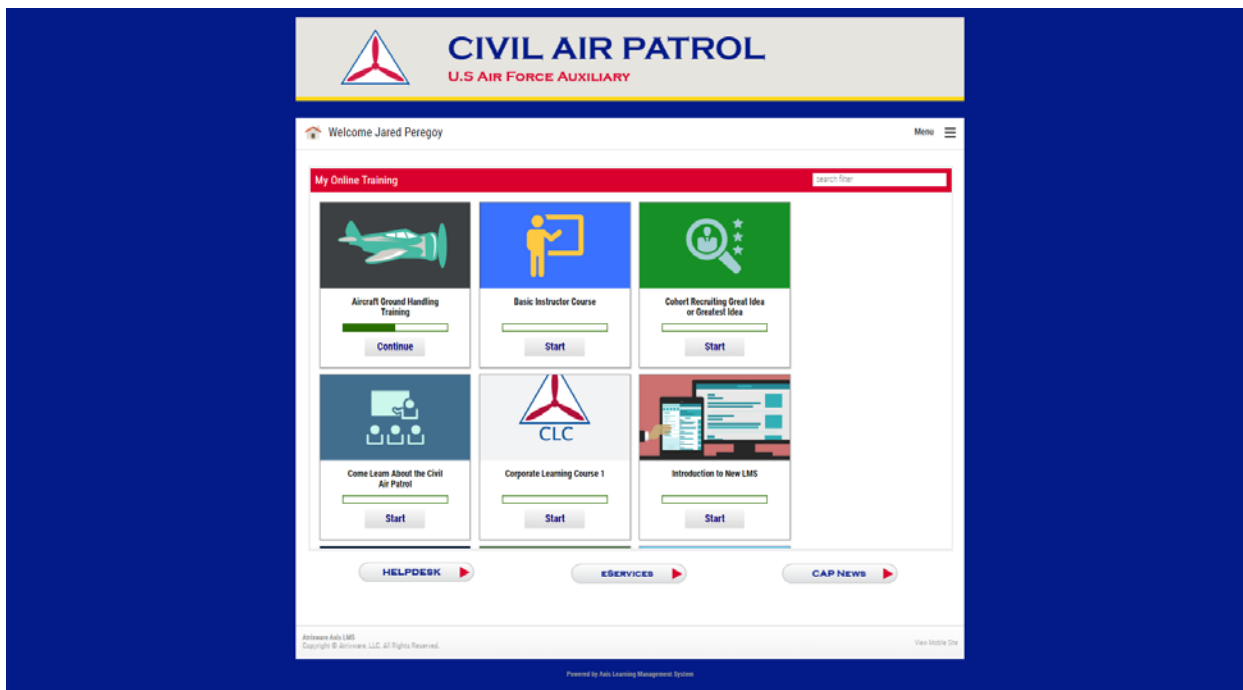 CIVIL AIR PATROL
U.S AIR FORCE AUXILIARY
Welcome Jared Peregoy
Menu
My Online Training
search filter
Aircraft Ground Handling
Training
Continue
Basic Instructor Course
Start
Cohort Recruiting Great Idea
or Greatest Idea
Start
Come Learn About the Civil
Air Patrol
Start
CLC
Corporate Learning Course 1
Start
Introduction to New LMS
Start
HELPDESK
ESERVICES
CAP NEWS
Atrixware Axis LMS
Copyright © Atrixware, LLC. All Rights Reserved.
View Mobile Site
Powered by Axis Learning Management System